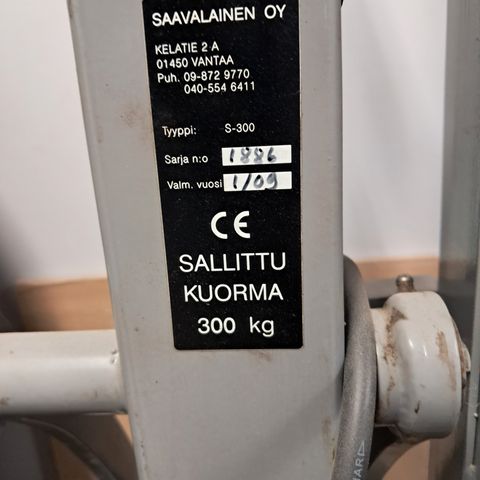 SAAVALAINEN OY
KELATIE 2 A
01450 VANTAA
Puh. 09-872 9770
040-554 6411
Tyyppi: S-300
Sarja n:o 1886
Valm. vuosi 1/09
CE
SALLITTU
KUORMA
300 kg